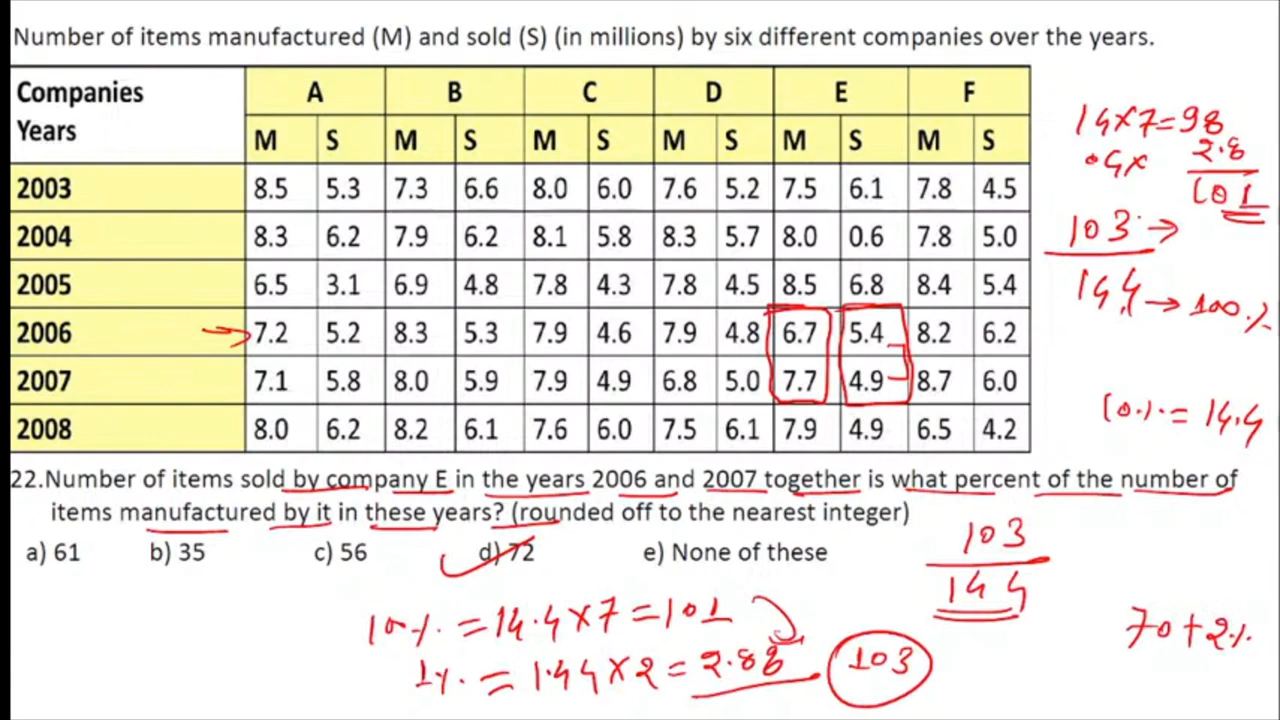 Number of items manufactured (M) and sold (S) (in millions) by six different companies over the years.
Companies A B C D E F
Years M S M S M S M S M S M S
2003 8.5 5.3 7.3 6.6 8.0 6.0 7.6 5.2 7.5 6.1 7.8 4.5
2004 8.3 6.2 7.9 6.2 8.1 5.8 8.3 5.7 8.0 0.6 7.8 5.0
2005 6.5 3.1 6.9 4.8 7.8 4.3 7.8 4.5 8.5 6.8 8.4 5.4
2006 7.2 5.2 8.3 5.3 7.9 4.6 7.9 4.8 6.7 5.4 8.2 6.2
2007 7.1 5.8 8.0 5.9 7.9 4.9 6.8 5.0 7.7 4.9 8.7 6.0
2008 8.0 6.2 8.2 6.1 7.6 6.0 7.5 6.1 7.9 4.9 6.5 4.2
14×7=98
.4× 2.8
101
103 →
144 → 100%
10% = 14.4
22.Number of items sold by company E in the years 2006 and 2007 together is what percent of the number of
items manufactured by it in these years? (rounded off to the nearest integer)
a) 61 b) 35 c) 56 d) 72 e) None of these
103
144
10% = 14.4×7=101
1% = 1.44×2=2.88 103
70+2%